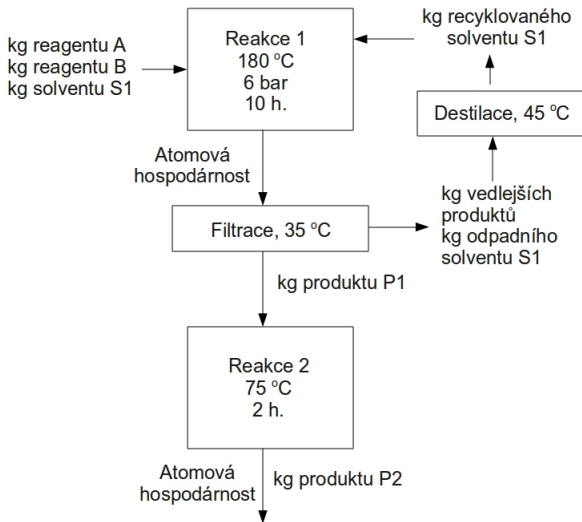 kg reagentu A
kg reagentu B
kg solventu S1
Reakce 1
180 °C
6 bar
10 h.
kg recyklovaného
solventu S1
Destilace, 45 °C
Atomová
hospodárnost
Filtrace, 35 °C
kg vedlejších
produktů
kg odpadního
solventu S1
kg produktu P1
Reakce 2
75 °C
2 h.
Atomová
hospodárnost
kg produktu P2